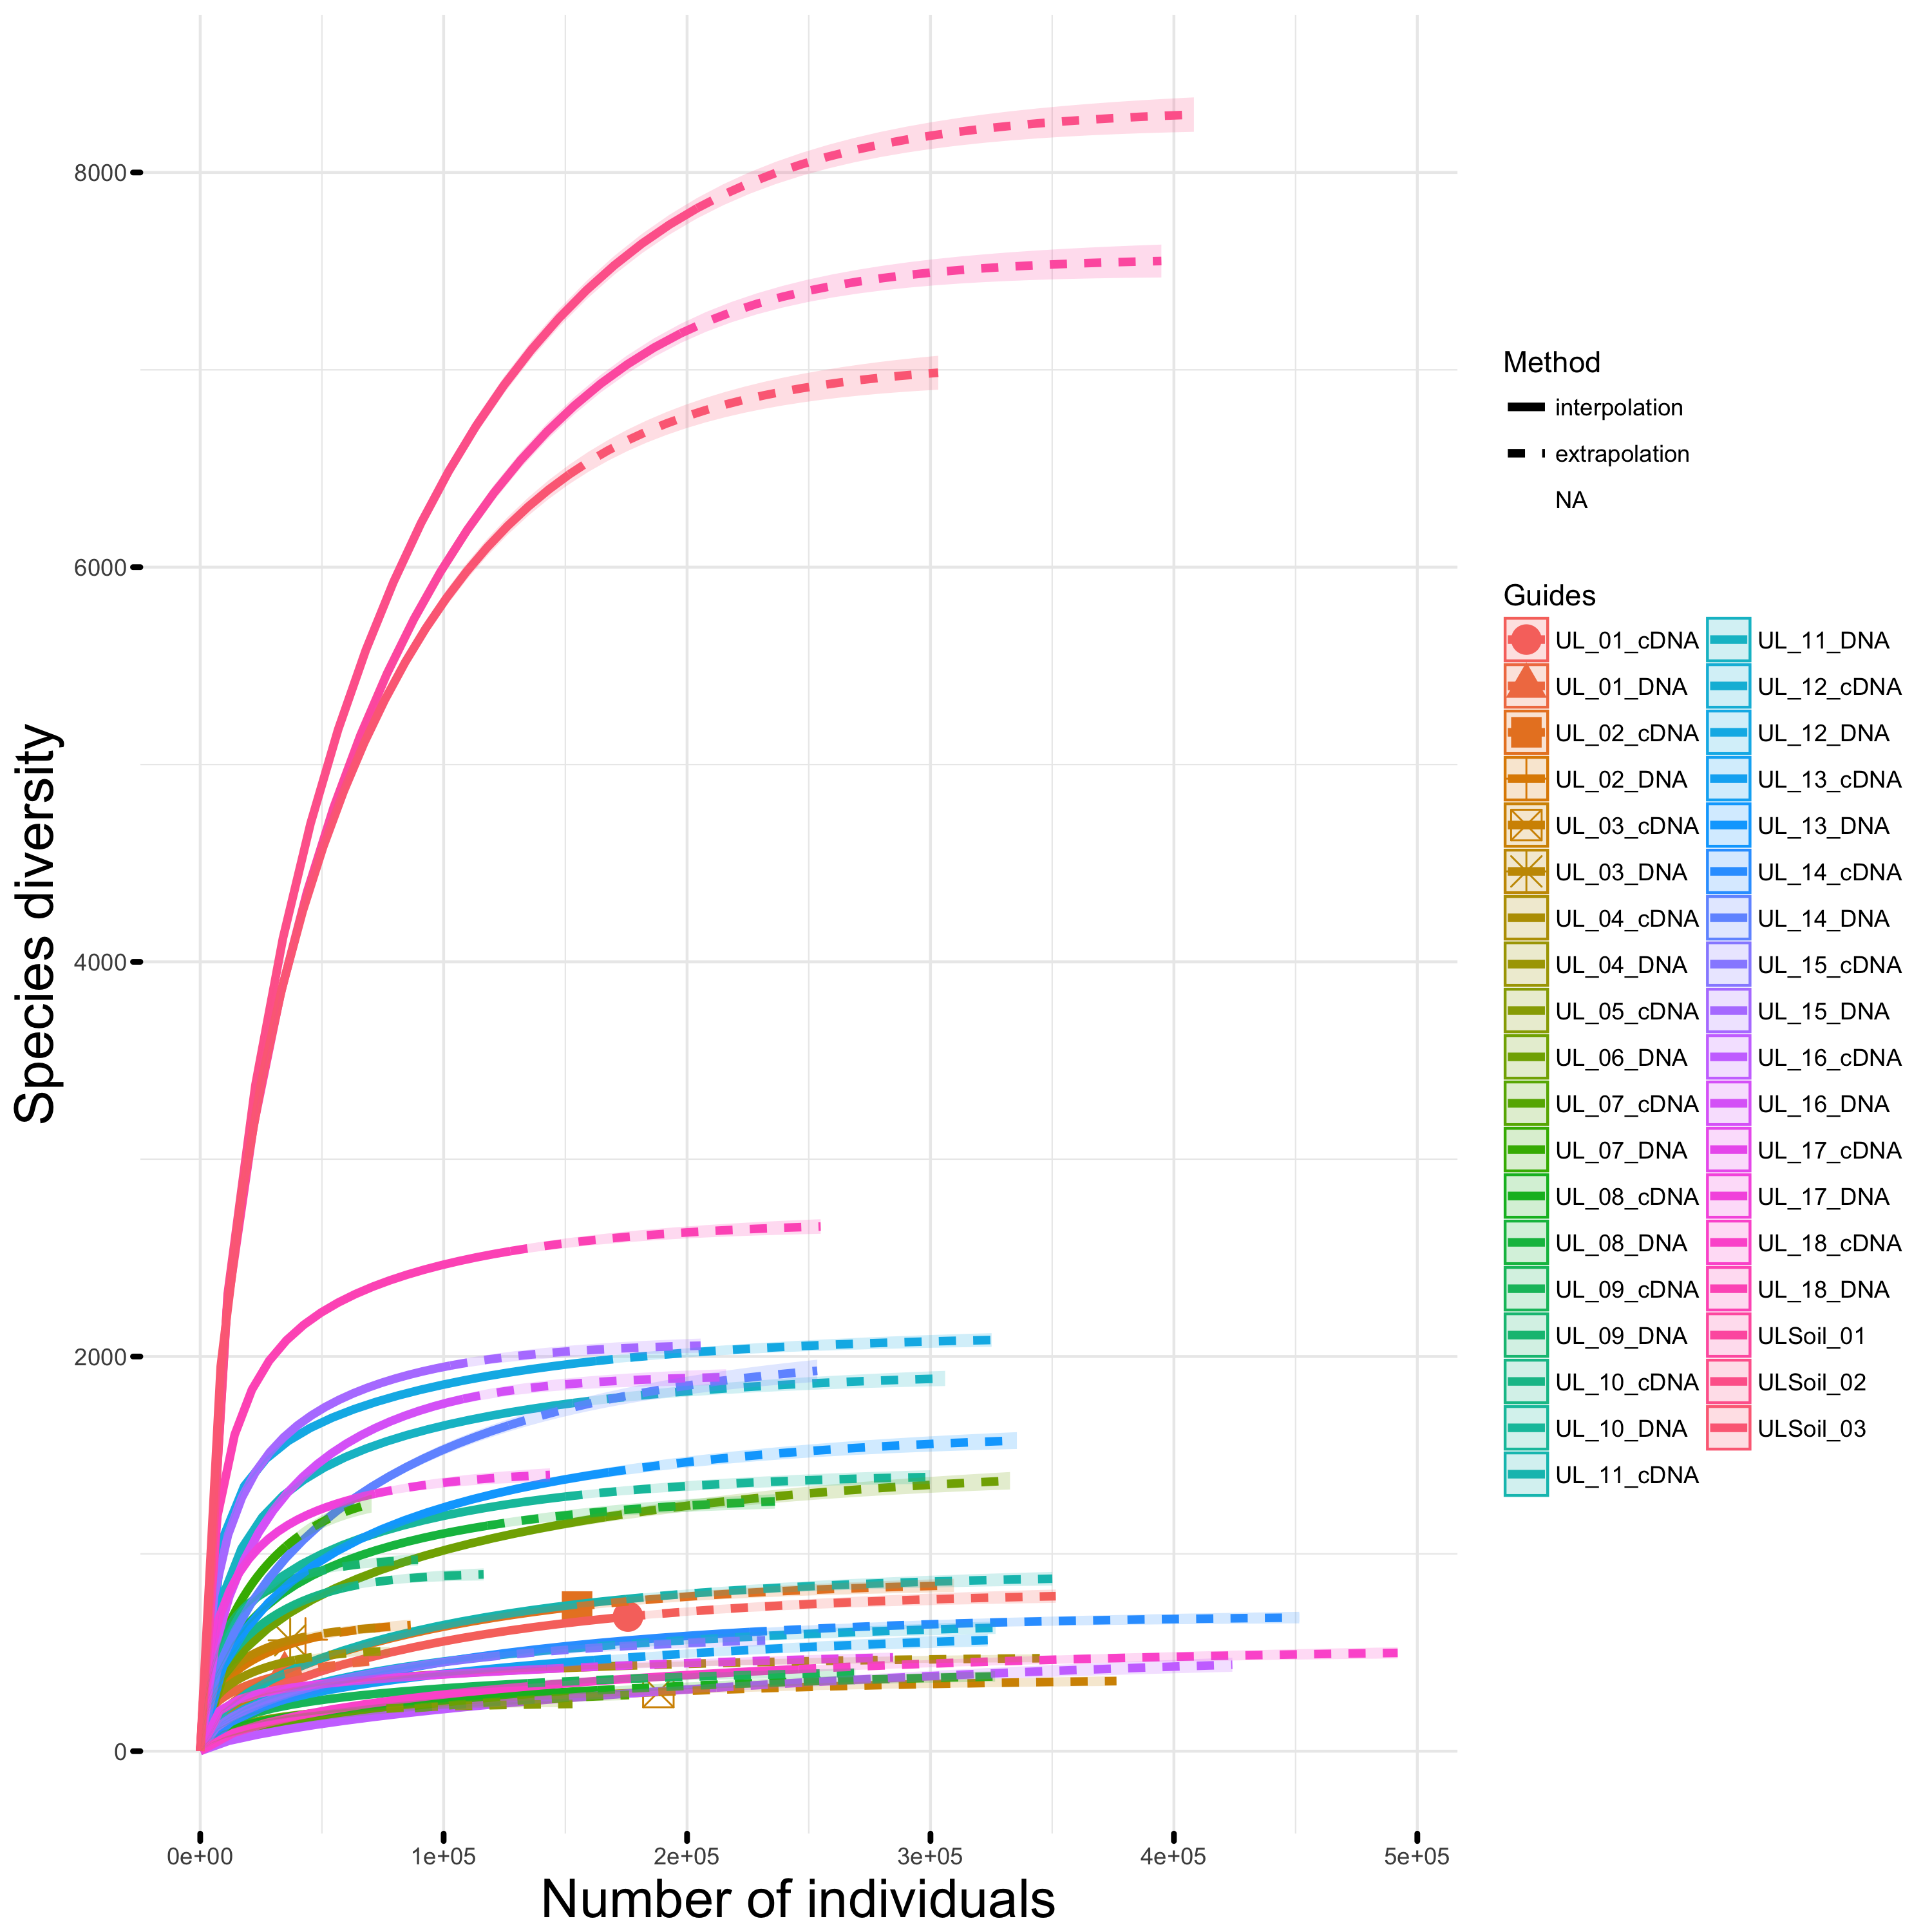 8000
6000
4000
2000
0
Species diversity
0e+00
1e+05
2e+05
3e+05
4e+05
5e+05
Number of individuals
Method
interpolation
extrapolation
NA
Guides
UL_01_cDNA
UL_01_DNA
UL_02_cDNA
UL_02_DNA
UL_03_cDNA
UL_03_DNA
UL_04_cDNA
UL_04_DNA
UL_05_cDNA
UL_06_DNA
UL_07_cDNA
UL_07_DNA
UL_08_cDNA
UL_08_DNA
UL_09_cDNA
UL_09_DNA
UL_10_cDNA
UL_10_DNA
UL_11_cDNA
UL_11_DNA
UL_12_cDNA
UL_12_DNA
UL_13_cDNA
UL_13_DNA
UL_14_cDNA
UL_14_DNA
UL_15_cDNA
UL_15_DNA
UL_16_cDNA
UL_16_DNA
UL_17_cDNA
UL_17_DNA
UL_18_cDNA
UL_18_DNA
ULSoil_01
ULSoil_02
ULSoil_03